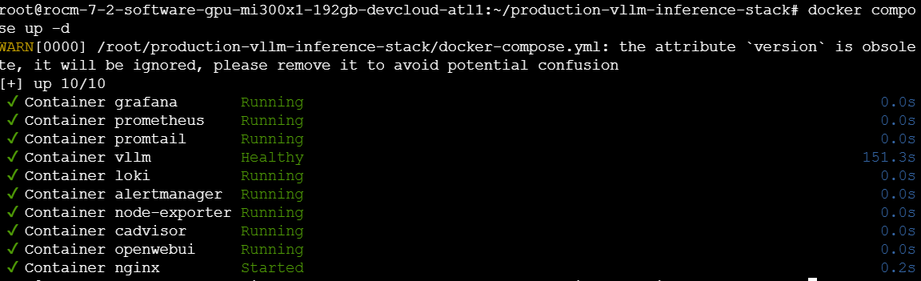 root@rocm-7-2-software-gpu-mi300x1-192gb-devcloud-atl1:~/production-vllm-inference-stack# docker compo
se up -d
WARN[0000] /root/production-vllm-inference-stack/docker-compose.yml: the attribute `version` is obsole
te, it will be ignored, please remove it to avoid potential confusion
[+] up 10/10
✓ Container grafana Running 0.0s
✓ Container prometheus Running 0.0s
✓ Container promtail Running 0.0s
✓ Container vllm Healthy 151.3s
✓ Container loki Running 0.0s
✓ Container alertmanager Running 0.0s
✓ Container node-exporter Running 0.0s
✓ Container cadvisor Running 0.0s
✓ Container openwebui Running 0.0s
✓ Container nginx Started 0.2s